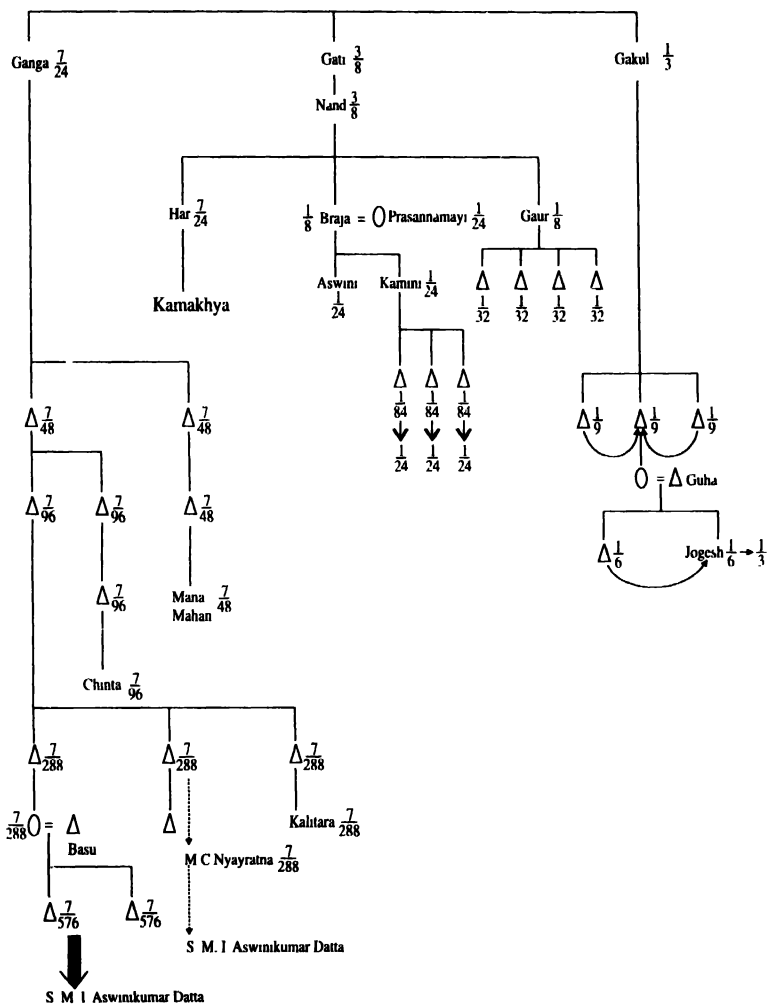 Ganga 7/24
Gati 3/8
Gakul 1/3
Nand 3/8
Har 7/24
1/8 Braja = Prasannamayi 1/24
Gaur 1/8
Kamakhya
Aswini 1/24
Kamini 1/24
1/32 1/32 1/32 1/32
1/84 1/84 1/84
1/24 1/24 1/24
7/48
7/48
1/9 1/9 1/9
= Guha
7/96
7/96
7/48
1/6
Jogesh 1/6 → 1/3
7/96
Mana 7/48
Mahan
Chinta 7/96
7/288
7/288
7/288
7/288 =
Basu
Kalitara 7/288
M C Nyayratna 7/288
7/576
7/576
S M. I Aswinikumar Datta
S M I Aswinikumar Datta